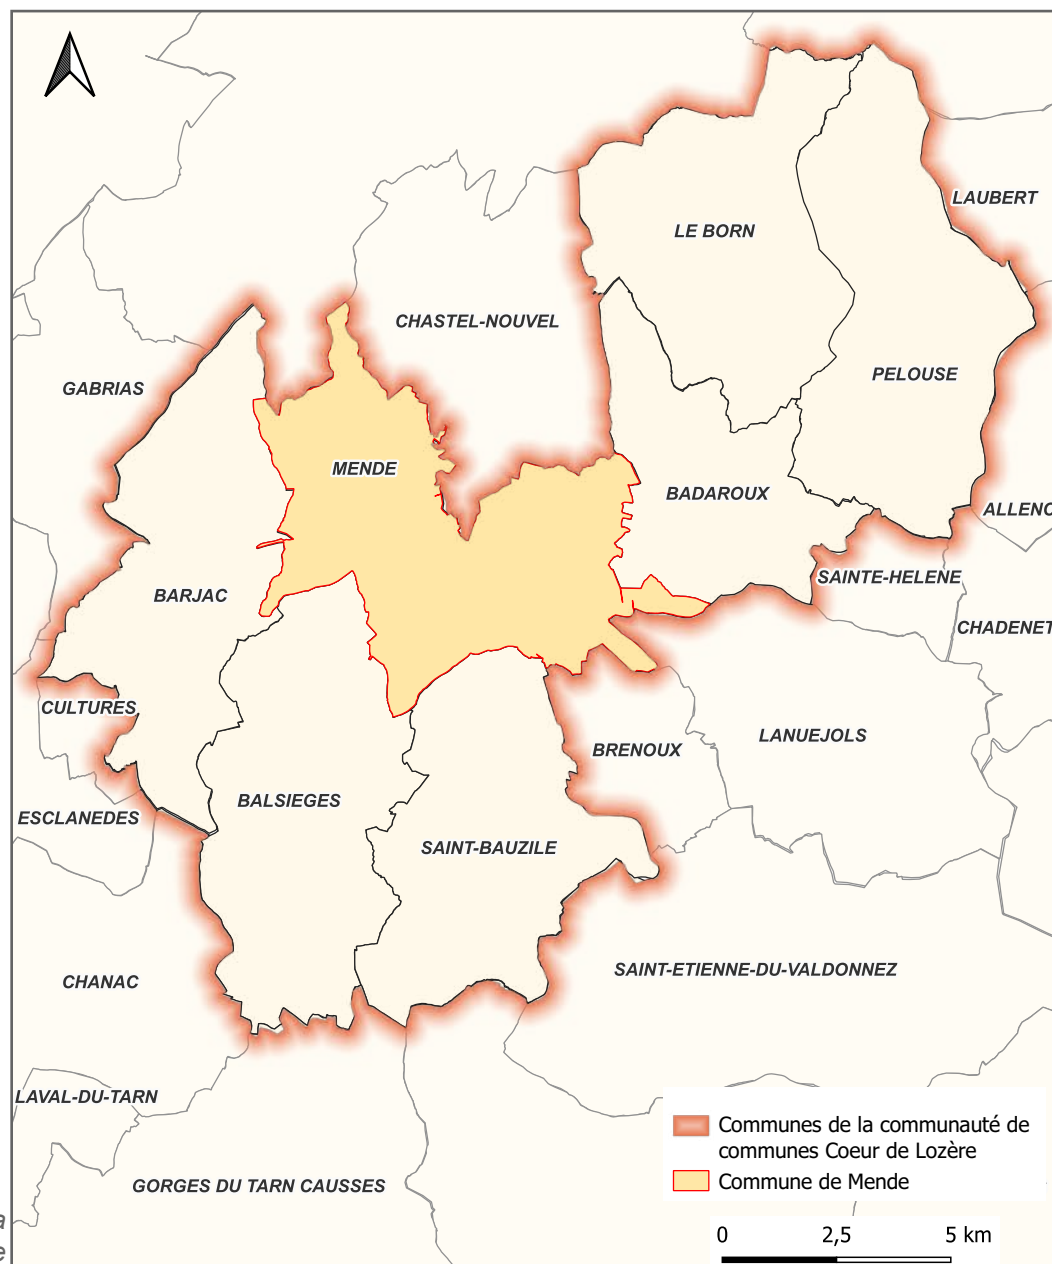 LAUBERT
LE BORN
CHASTEL-NOUVEL
GABRIAS
PELOUSE
MENDE
BADAROUX
ALLENC
SAINTE-HELENE
BARJAC
CHADENET
CULTURES
LANUEJOLS
BRENOUX
BALSIEGES
ESCLANEDES
SAINT-BAUZILE
SAINT-ETIENNE-DU-VALDONNEZ
CHANAC
LAVAL-DU-TARN
Communes de la communauté de
communes Coeur de Lozère
Commune de Mende
GORGES DU TARN CAUSSES
a
e
0 2,5 5 km